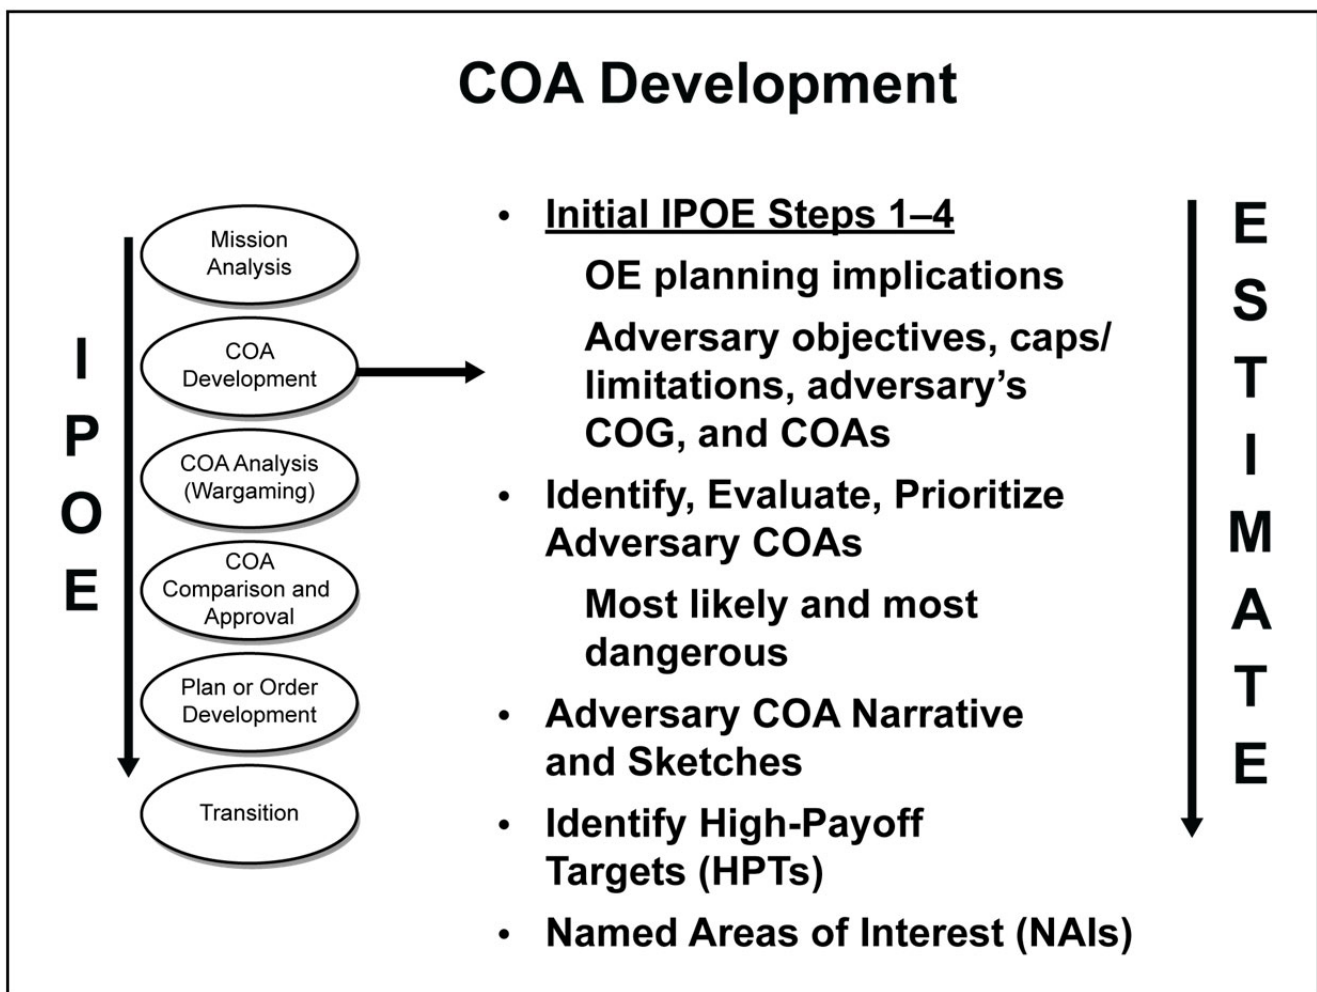 COA Development
I
P
O
E
Mission
Analysis
COA
Development
COA Analysis
(Wargaming)
COA
Comparison and
Approval
Plan or Order
Development
Transition
• Initial IPOE Steps 1–4
OE planning implications
Adversary objectives, caps/
limitations, adversary’s
COG, and COAs
• Identify, Evaluate, Prioritize
Adversary COAs
Most likely and most
dangerous
• Adversary COA Narrative
and Sketches
• Identify High-Payoff
Targets (HPTs)
• Named Areas of Interest (NAIs)
E
S
T
I
M
A
T
E